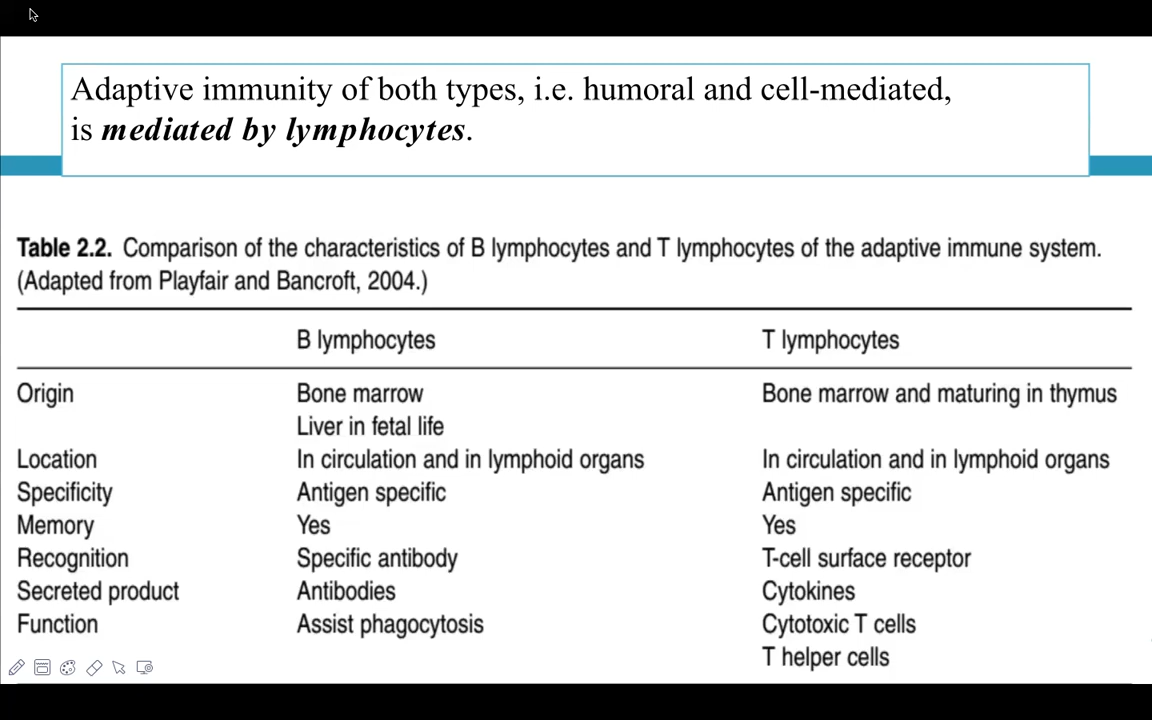 Adaptive immunity of both types, i.e. humoral and cell-mediated,
is mediated by lymphocytes.
Table 2.2. Comparison of the characteristics of B lymphocytes and T lymphocytes of the adaptive immune system.
(Adapted from Playfair and Bancroft, 2004.)
B lymphocytes T lymphocytes
Origin Bone marrow Bone marrow and maturing in thymus
Liver in fetal life
Location In circulation and in lymphoid organs In circulation and in lymphoid organs
Specificity Antigen specific Antigen specific
Memory Yes Yes
Recognition Specific antibody T-cell surface receptor
Secreted product Antibodies Cytokines
Function Assist phagocytosis Cytotoxic T cells
T helper cells